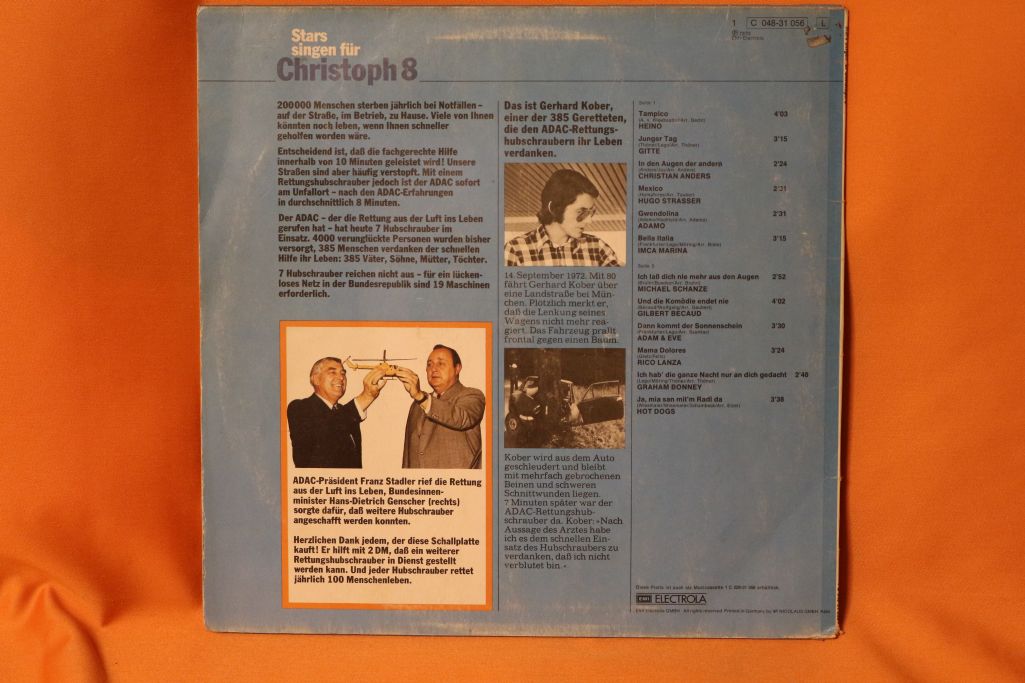 Stars
singen für
Christoph 8
1 C 048-31 056 L
200000 Menschen sterben jährlich bei Notfällen –
auf der Straße, im Betrieb, zu Hause. Viele von Ihnen
könnten noch leben, wenn Ihnen schneller
geholfen worden wäre.
Entscheidend ist, daß die fachgerechte Hilfe
innerhalb von 10 Minuten geleistet wird! Unsere
Straßen sind aber häufig verstopft. Mit einem
Rettungshubschrauber jedoch ist der ADAC sofort
am Unfallort – nach den ADAC-Erfahrungen
in durchschnittlich 8 Minuten.
Der ADAC – der die Rettung aus der Luft ins Leben
gerufen hat – hat heute 7 Hubschrauber im
Einsatz. 4000 verunglückte Personen wurden bisher
versorgt, 385 Menschen verdanken der schnellen
Hilfe ihr Leben: 385 Väter, Söhne, Mütter, Töchter.
7 Hubschrauber reichen nicht aus – für ein lücken-
loses Netz in der Bundesrepublik sind 19 Maschinen
erforderlich.
ADAC-Präsident Franz Stadler rief die Rettung
aus der Luft ins Leben, Bundesinnen-
minister Hans-Dietrich Genscher (rechts)
sorgte dafür, daß weitere Hubschrauber
angeschafft werden konnten.
Herzlichen Dank jedem, der diese Schallplatte
kauft! Er hilft mit 2 DM, daß ein weiterer
Rettungshubschrauber in Dienst gestellt
werden kann. Und jeder Hubschrauber rettet
jährlich 100 Menschenleben.
Das ist Gerhard Kober,
einer der 385 Geretteten,
die den ADAC-Rettungs-
hubschraubern ihr Leben
verdanken.
14. September 1972. Mit 80
fährt Gerhard Kober über
eine Landstraße bei Mün-
chen. Plötzlich merkt er,
daß die Lenkung seines
Wagens nicht mehr rea-
giert. Das Fahrzeug prallt
frontal gegen einen Baum.
Kober wird aus dem Auto
geschleudert und bleibt
mit mehrfach gebrochenen
Beinen und schweren
Schnittwunden liegen.
7 Minuten später war der
ADAC-Rettungshub-
schrauber da. Kober: »Nach
Aussage des Arztes habe
ich es dem schnellen Ein-
satz des Hubschraubers zu
verdanken, daß ich nicht
verblutet bin.«
Seite 1
Tampico 4'03
HEINO
Junger Tag 3'15
GITTE
In den Augen der andern 2'24
CHRISTIAN ANDERS
Mexico 2'31
HUGO STRASSER
Gwendolina 2'31
ADAMO
Bella Italia 3'15
IMCA MARINA
Seite 2
Ich laß dich nie mehr aus den Augen 2'52
MICHAEL SCHANZE
Und die Komödie endet nie 4'02
GILBERT BECAUD
Dann kommt der Sonnenschein 3'30
ADAM & EVE
Mama Dolores 3'24
RICO LANZA
Ich hab' die ganze Nacht nur an dich gedacht 2'46
GRAHAM BONNEY
Ja, mia san mit'm Radl da 3'38
HOT DOGS
EMI ELECTROLA